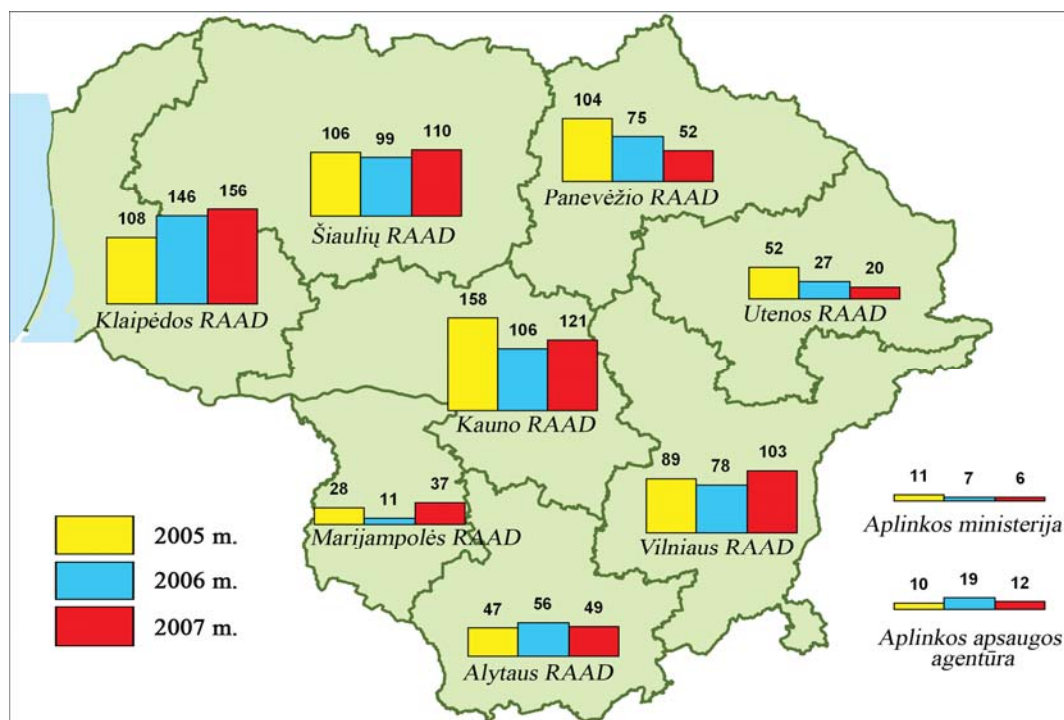 104 75 52
Panevėžio RAAD
106 99 110
Šiaulių RAAD
108 146 156
Klaipėdos RAAD
52 27 20
Utenos RAAD
158 106 121
Kauno RAAD
89 78 103
Vilniaus RAAD
28 11 37
Marijampolės RAAD
47 56 49
Alytaus RAAD
11 7 6
Aplinkos ministerija
10 19 12
Aplinkos apsaugos
agentūra
2005 m.
2006 m.
2007 m.